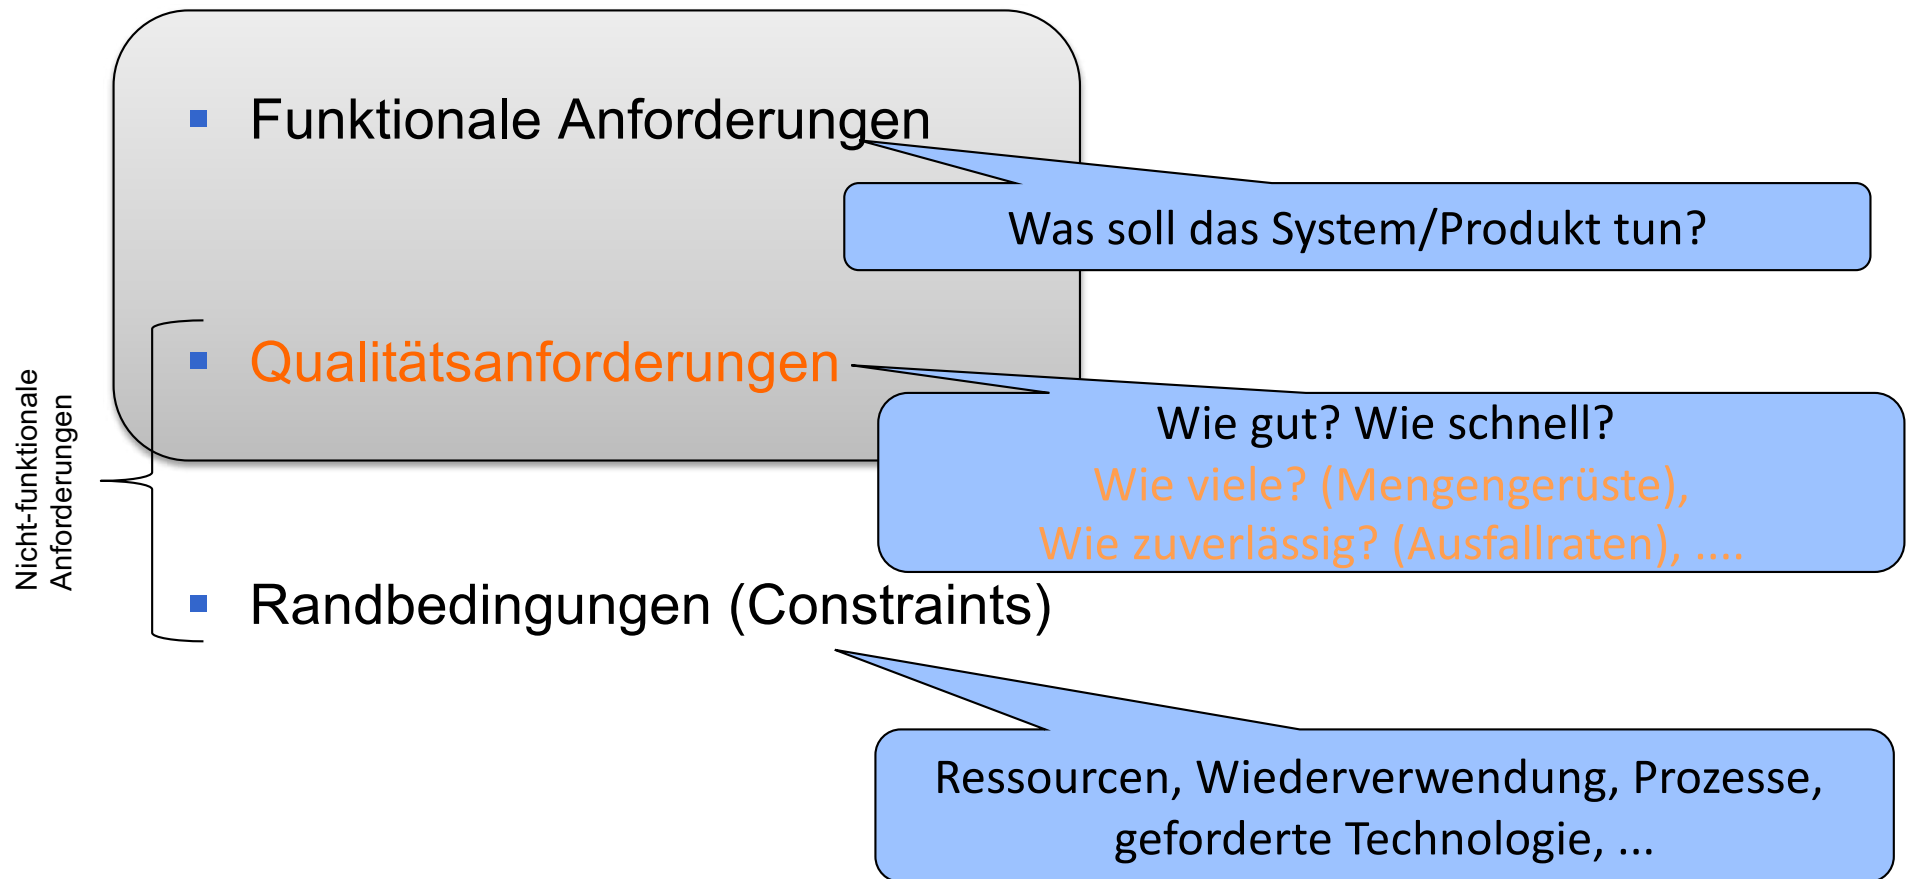 Funktionale Anforderungen
Was soll das System/Produkt tun?
Qualitätsanforderungen
Wie gut? Wie schnell?
Wie viele? (Mengengerüste),
Wie zuverlässig? (Ausfallraten), ....
Nicht-funktionale
Anforderungen
Randbedingungen (Constraints)
Ressourcen, Wiederverwendung, Prozesse,
geforderte Technologie, ...